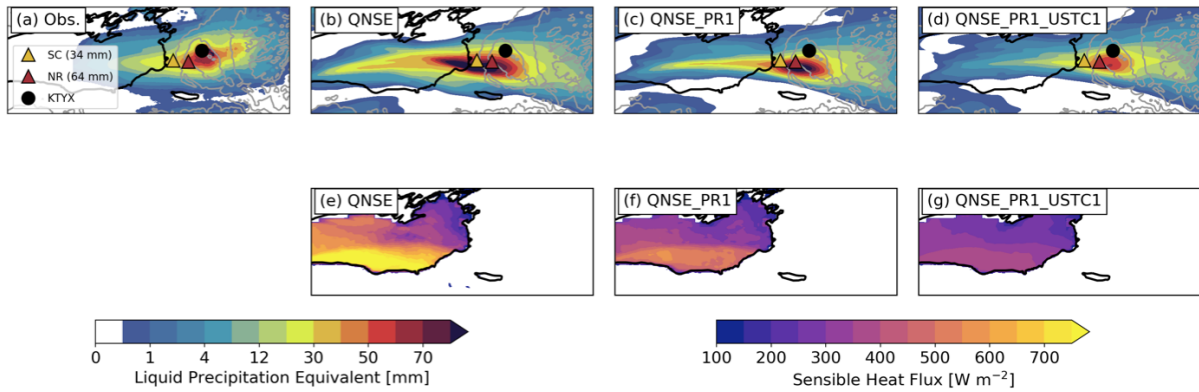 (a) Obs.
SC (34 mm)
NR (64 mm)
KTYX
(b) QNSE
(c) QNSE_PR1
(d) QNSE_PR1_USTC1
(e) QNSE
(f) QNSE_PR1
(g) QNSE_PR1_USTC1
0 1 4 12 30 50 70
Liquid Precipitation Equivalent [mm]
100 200 300 400 500 600 700
Sensible Heat Flux [W m⁻²]